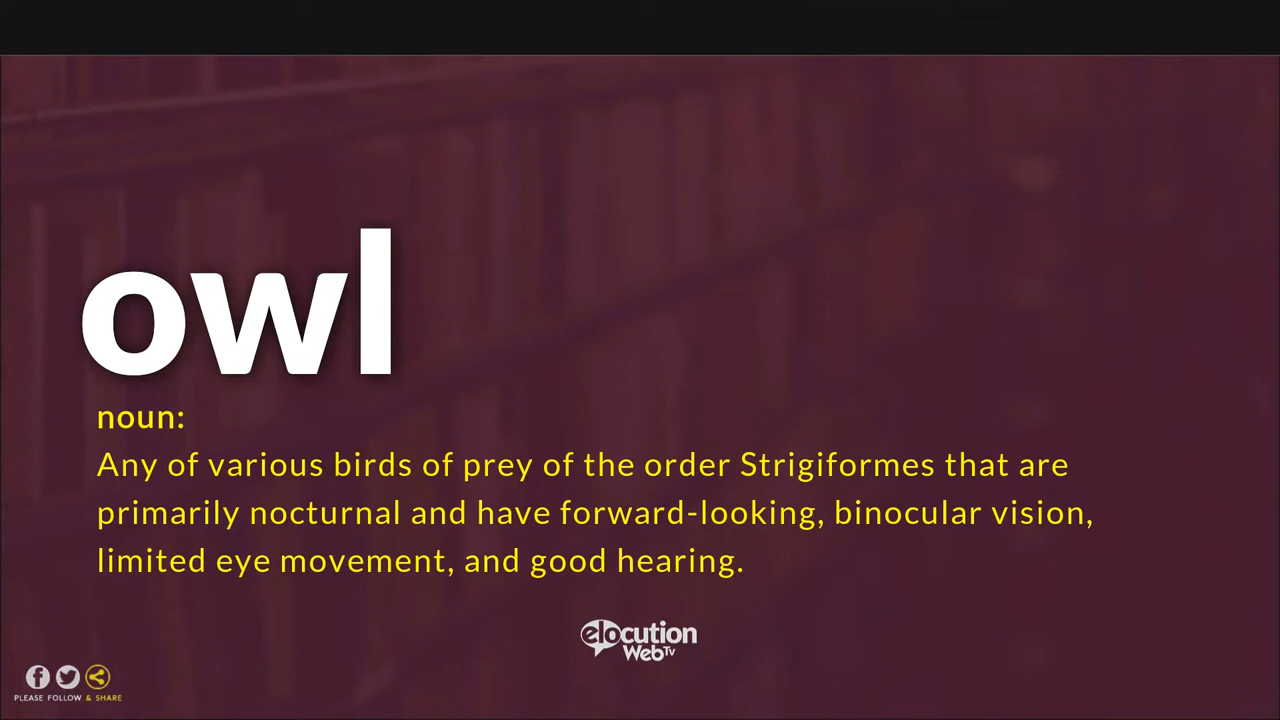 owl
noun:
Any of various birds of prey of the order Strigiformes that are
primarily nocturnal and have forward-looking, binocular vision,
limited eye movement, and good hearing.
elocution
WebTv
PLEASE FOLLOW & SHARE